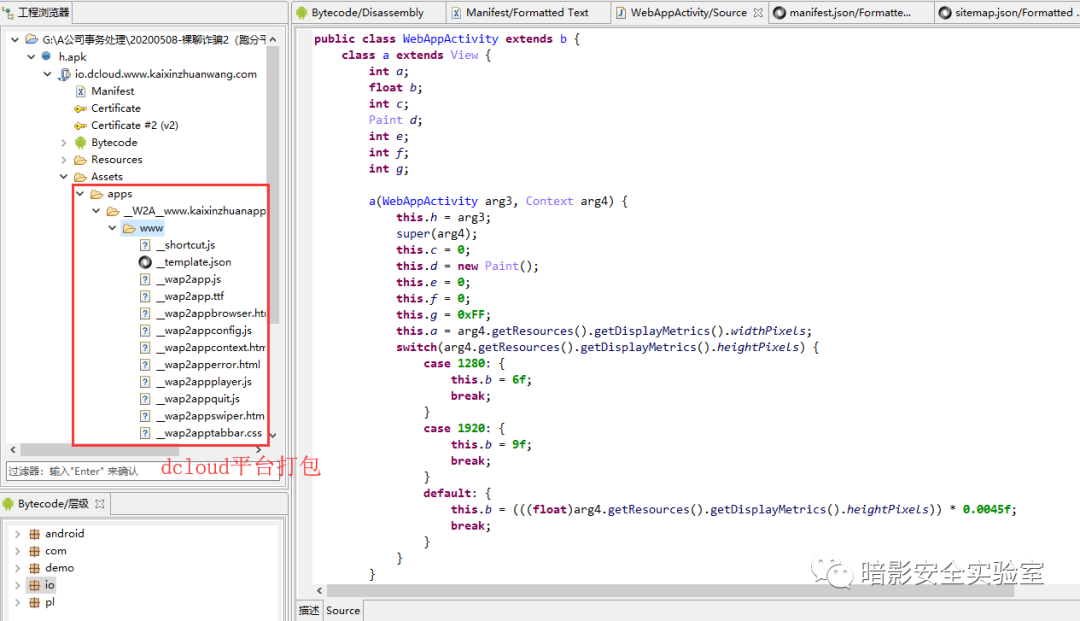 工程浏览器
G:\A公司事务处理\20200508-裸聊诈骗2（跑分平
h.apk
io.dcloud.www.kaixinzhuanwang.com
Manifest
Certificate
Certificate #2 (v2)
Bytecode
Resources
Assets
apps
__W2A__www.kaixinzhuanapp
www
__shortcut.js
__template.json
__wap2app.js
__wap2app.ttf
__wap2appbrowser.htr
__wap2appconfig.js
__wap2appcontext.htm
__wap2apperror.html
__wap2appplayer.js
__wap2appquit.js
__wap2appswiper.htm
__wap2apptabbar.css
过滤器：输入"Enter" 来确认
dcloud平台打包
Bytecode/层级
android
com
demo
io
pl
Bytecode/Disassembly
Manifest/Formatted Text
WebAppActivity/Source
manifest.json/Formatte...
sitemap.json/Formatted .
public class WebAppActivity extends b {
class a extends View {
int a;
float b;
int c;
Paint d;
int e;
int f;
int g;
a(WebAppActivity arg3, Context arg4) {
this.h = arg3;
super(arg4);
this.c = 0;
this.d = new Paint();
this.e = 0;
this.f = 0;
this.g = 0xFF;
this.a = arg4.getResources().getDisplayMetrics().widthPixels;
switch(arg4.getResources().getDisplayMetrics().heightPixels) {
case 1280: {
this.b = 6f;
break;
}
case 1920: {
this.b = 9f;
break;
}
default: {
this.b = (((float)arg4.getResources().getDisplayMetrics().heightPixels)) * 0.0045f;
break;
}
}
}
暗影安全实验室
描述
Source